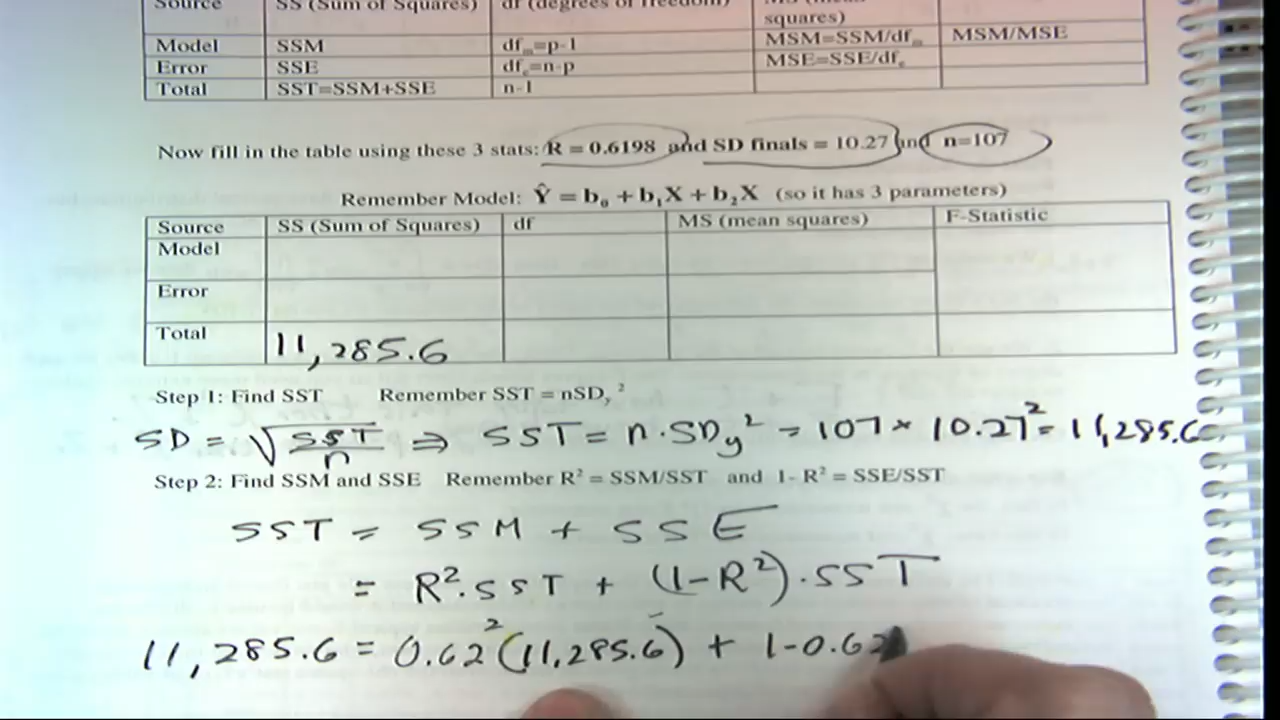 Source SS (Sum of Squares) df (degrees of freedom)
squares)
Model SSM dfₘ=p-1 MSM=SSM/dfₘ MSM/MSE
Error SSE dfₑ=n-p MSE=SSE/dfₑ
Total SST=SSM+SSE n-1
Now fill in the table using these 3 stats: R = 0.6198 and SD finals = 10.27 and n=107
Remember Model: Ŷ = b₀ + b₁X + b₂X (so it has 3 parameters)
Source SS (Sum of Squares) df MS (mean squares) F-Statistic
Model
Error
Total 11,285.6
Step 1: Find SST Remember SST = nSDᵧ²
SD = √SST/n ⇒ SST = n·SDy² = 107 × 10.27² = 11,285.6
Step 2: Find SSM and SSE Remember R² = SSM/SST and 1- R² = SSE/SST
SST = SSM + SSE
= R²·SST + (1-R²)·SST
11,285.6 = 0.62²(11,285.6) + 1-0.62